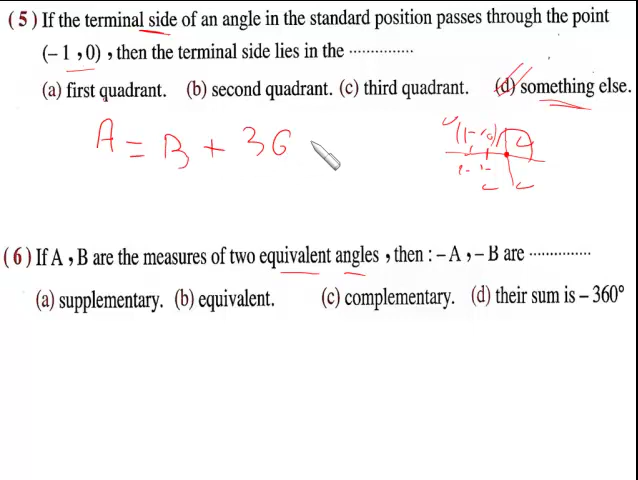 (5) If the terminal side of an angle in the standard position passes through the point
(– 1 , 0) , then the terminal side lies in the ···············
(a) first quadrant. (b) second quadrant. (c) third quadrant. (d) something else.
A = B + 36
(6) If A , B are the measures of two equivalent angles , then : – A , – B are ···············
(a) supplementary. (b) equivalent. (c) complementary. (d) their sum is – 360°